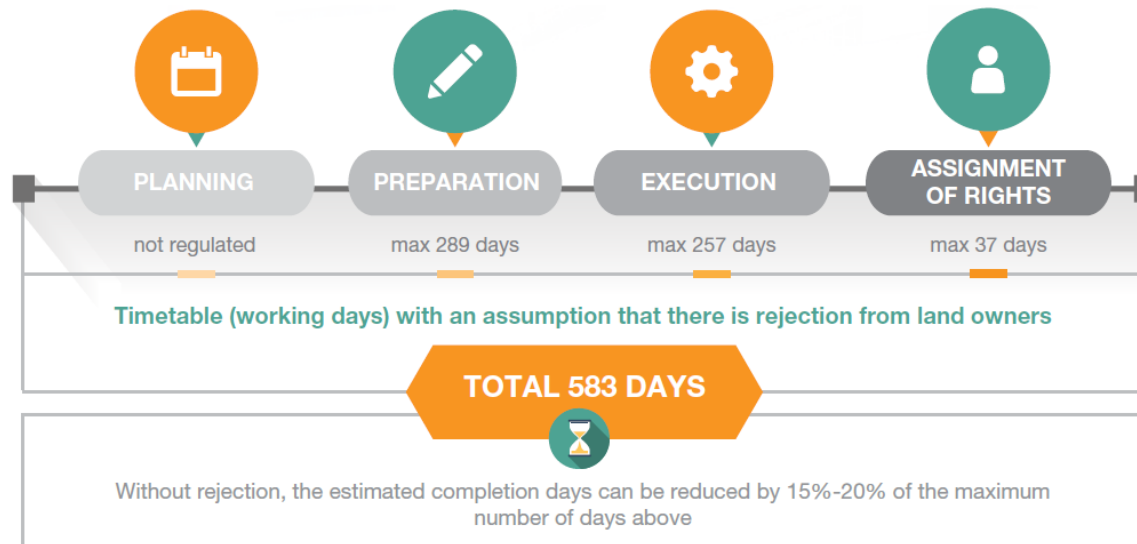 PLANNING
PREPARATION
EXECUTION
ASSIGNMENT
OF RIGHTS
not regulated
max 289 days
max 257 days
max 37 days
Timetable (working days) with an assumption that there is rejection from land owners
TOTAL 583 DAYS
Without rejection, the estimated completion days can be reduced by 15%-20% of the maximum
number of days above